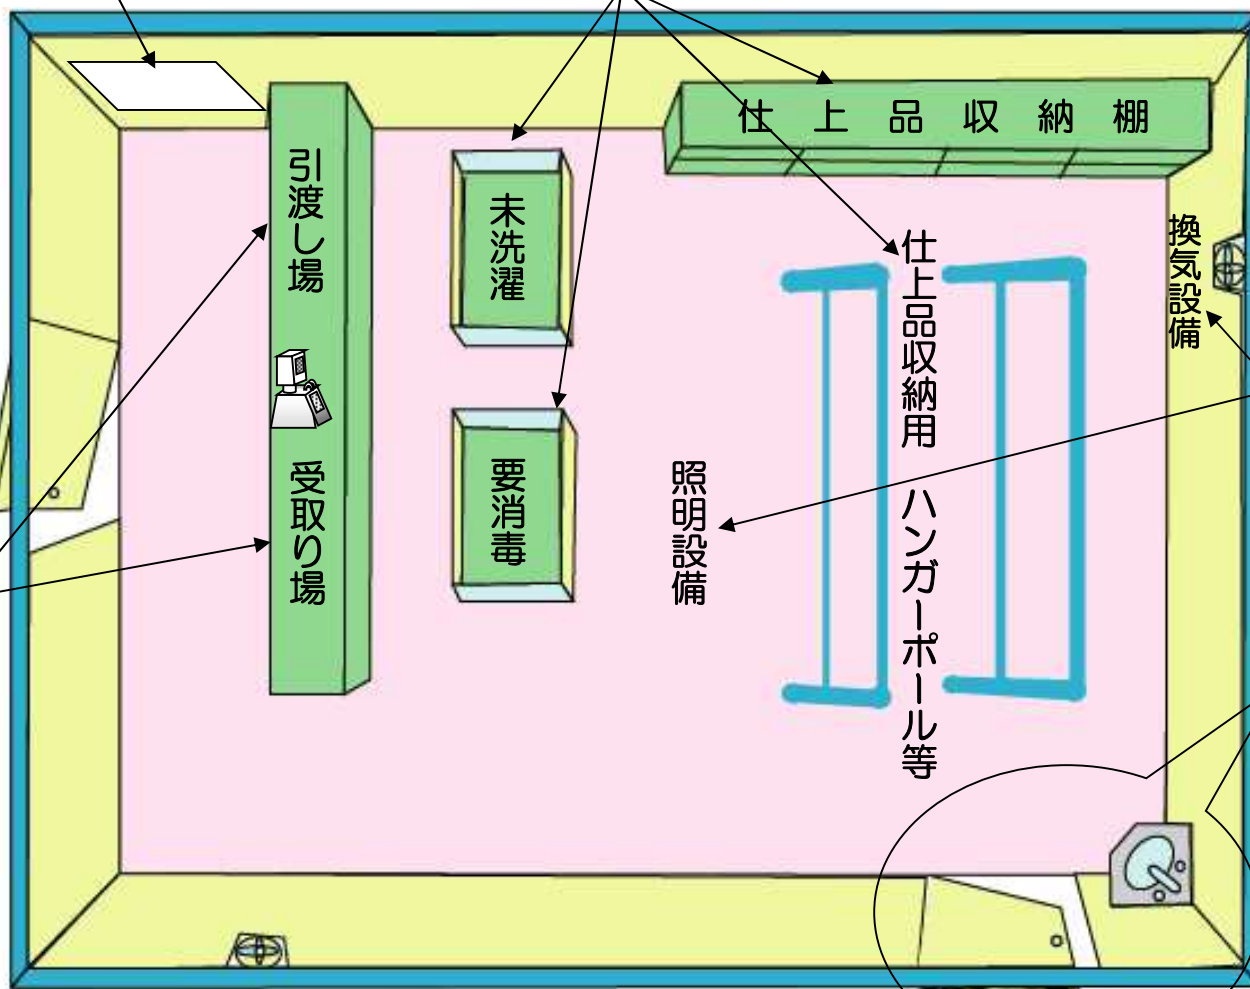 仕上品収納棚
引渡し場
受取り場
未洗濯
要消毒
照明設備
仕上品収納用 ハンガーポール等
換気設備